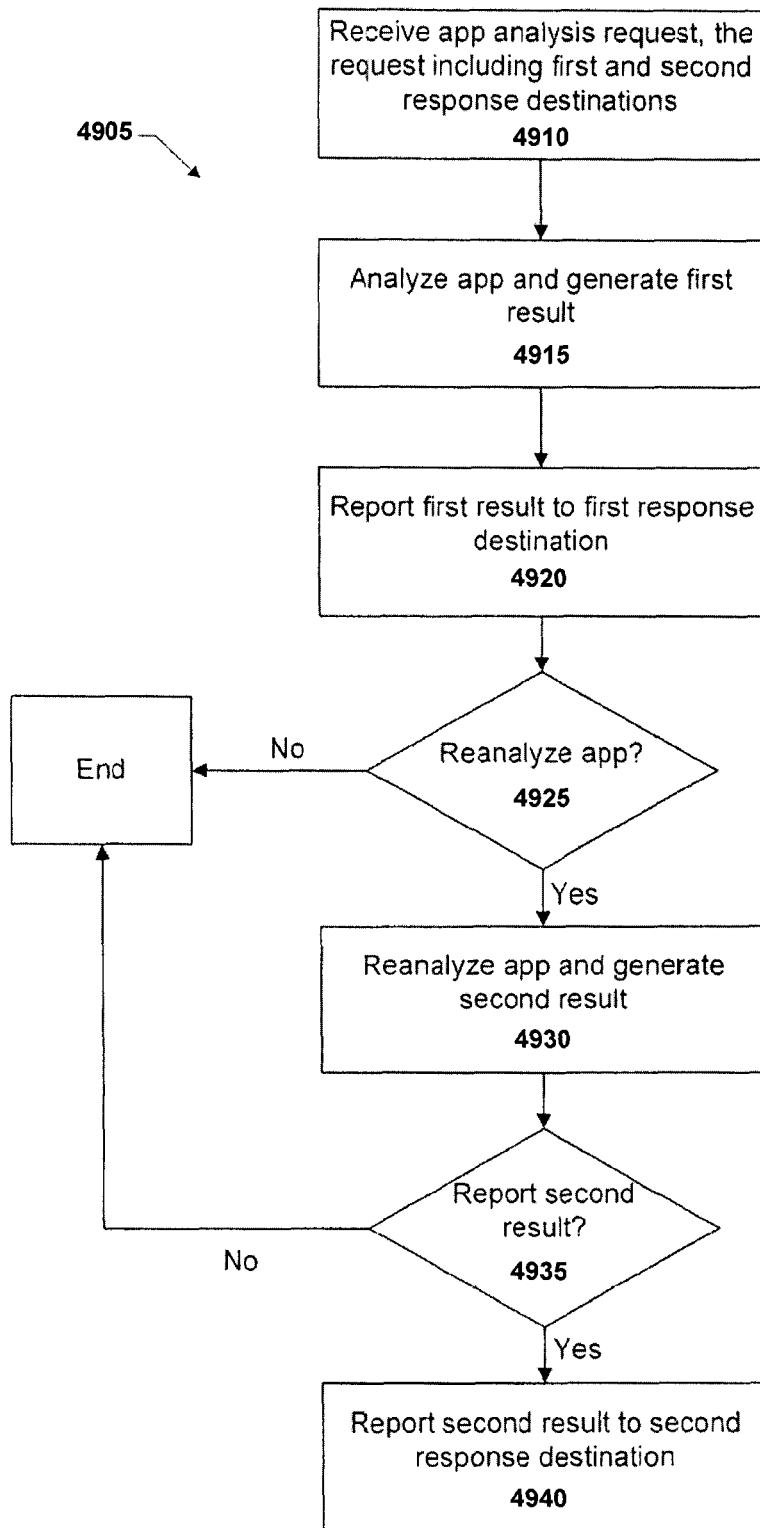 Receive app analysis request, the
request including first and second
response destinations
4910
4905
Analyze app and generate first
result
4915
Report first result to first response
destination
4920
Reanalyze app?
4925
No
End
Yes
Reanalyze app and generate
second result
4930
Report second
result?
4935
No
Yes
Report second result to second
response destination
4940